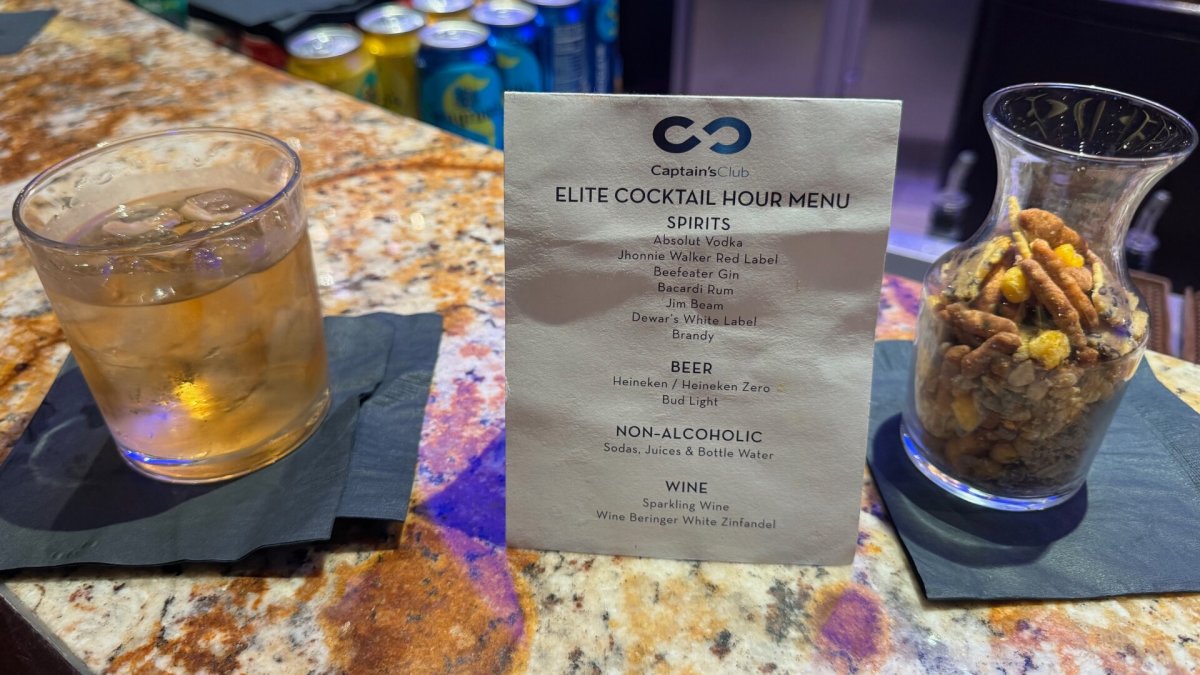 Captain'sClub
ELITE COCKTAIL HOUR MENU
SPIRITS
Absolut Vodka
Jhonnie Walker Red Label
Beefeater Gin
Bacardi Rum
Jim Beam
Dewar's White Label
Brandy
BEER
Heineken / Heineken Zero
Bud Light
NON-ALCOHOLIC
Sodas, Juices & Bottle Water
WINE
Sparkling Wine
Wine Beringer White Zinfandel